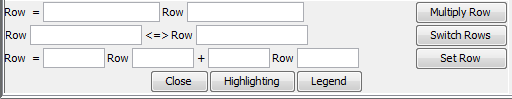 Row = Row Multiply Row
Row <=> Row Switch Rows
Row = Row + Row Set Row
Close Highlighting Legend